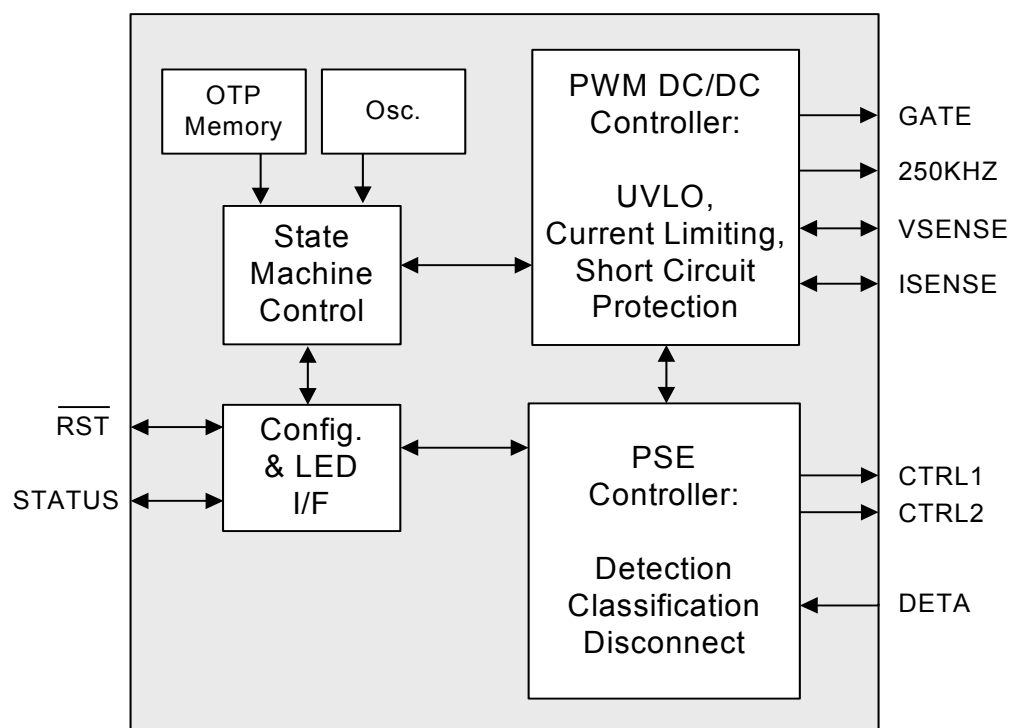 OTP
Memory
Osc.
State
Machine
Control
Config.
& LED
I/F
PWM DC/DC
Controller:
UVLO,
Current Limiting,
Short Circuit
Protection
PSE
Controller:
Detection
Classification
Disconnect
RST
STATUS
GATE
250KHZ
VSENSE
ISENSE
CTRL1
CTRL2
DETA